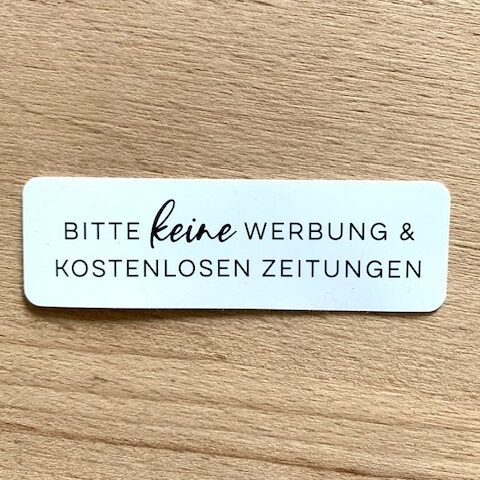 BITTE keine WERBUNG &
KOSTENLOSEN ZEITUNGEN